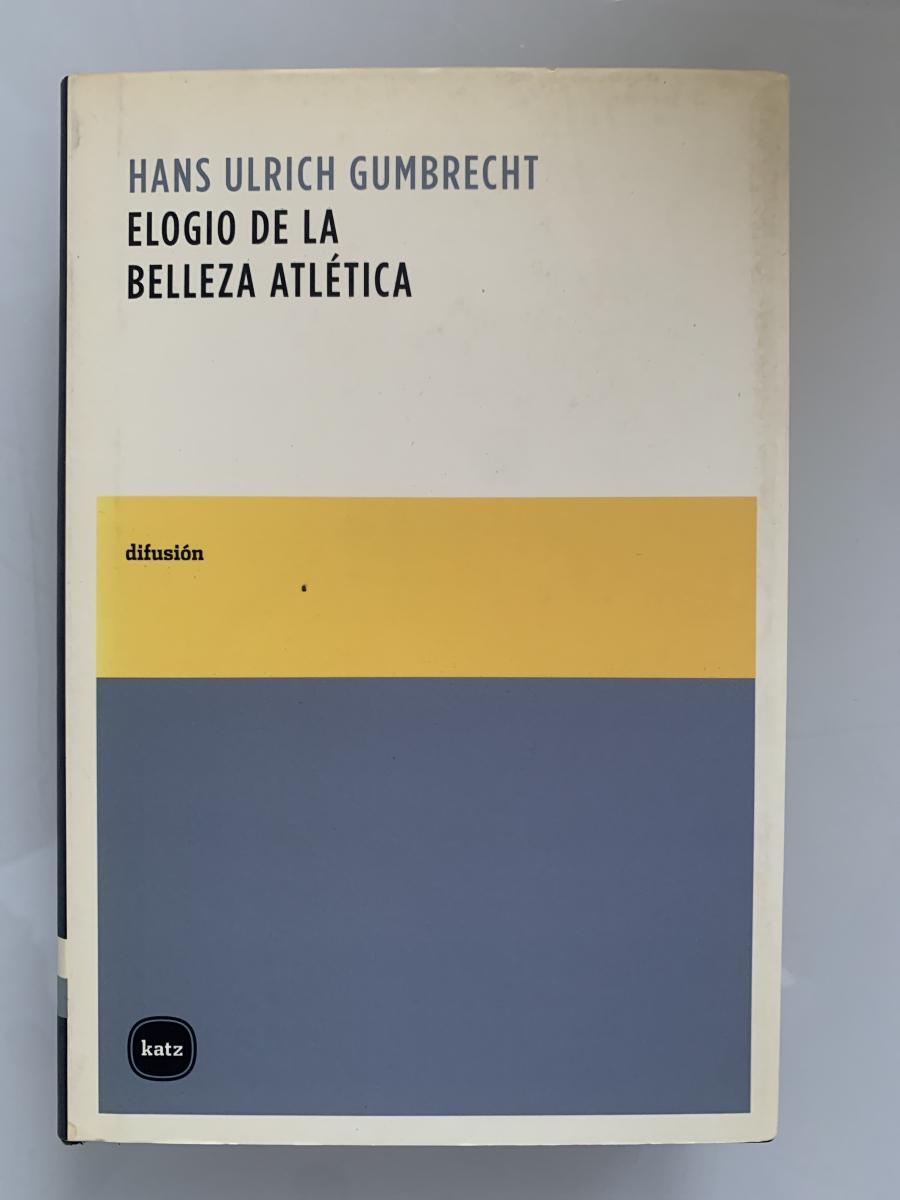 HANS ULRICH GUMBRECHT
ELOGIO DE LA
BELLEZA ATLÉTICA
difusión
katz